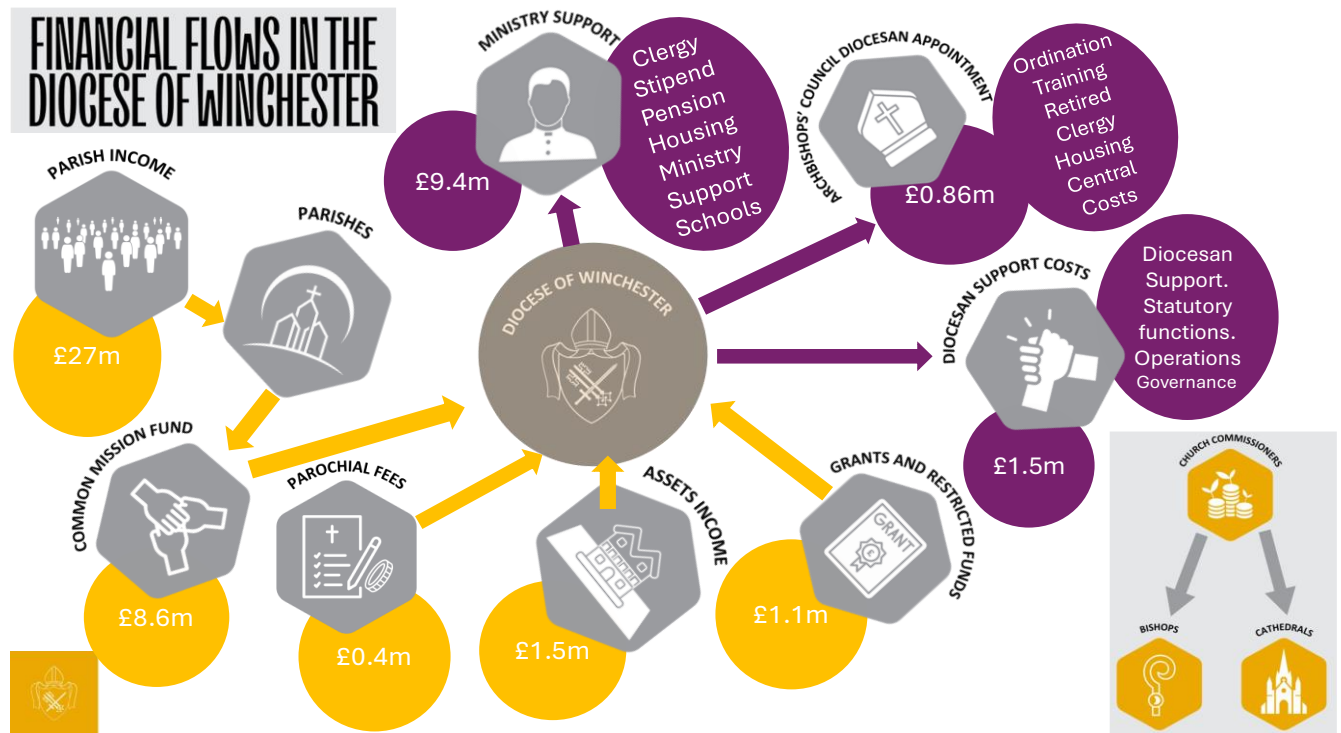 FINANCIAL FLOWS IN THE
DIOCESE OF WINCHESTER
PARISH INCOME
£27m
PARISHES
COMMON MISSION FUND
£8.6m
PAROCHIAL FEES
£0.4m
ASSETS INCOME
£1.5m
GRANTS AND RESTRICTED FUNDS
GRANT
£
£1.1m
DIOCESE OF WINCHESTER
MINISTRY SUPPORT
£9.4m
Clergy
Stipend
Pension
Housing
Ministry
Support
Schools
ARCHBISHOPS' COUNCIL DIOCESAN APPOINTMENT
£0.86m
Ordination
Training
Retired
Clergy
Housing
Central
Costs
DIOCESAN SUPPORT COSTS
£1.5m
Diocesan
Support.
Statutory
functions.
Operations
Governance
CHURCH COMMISSIONERS
BISHOPS
CATHEDRALS